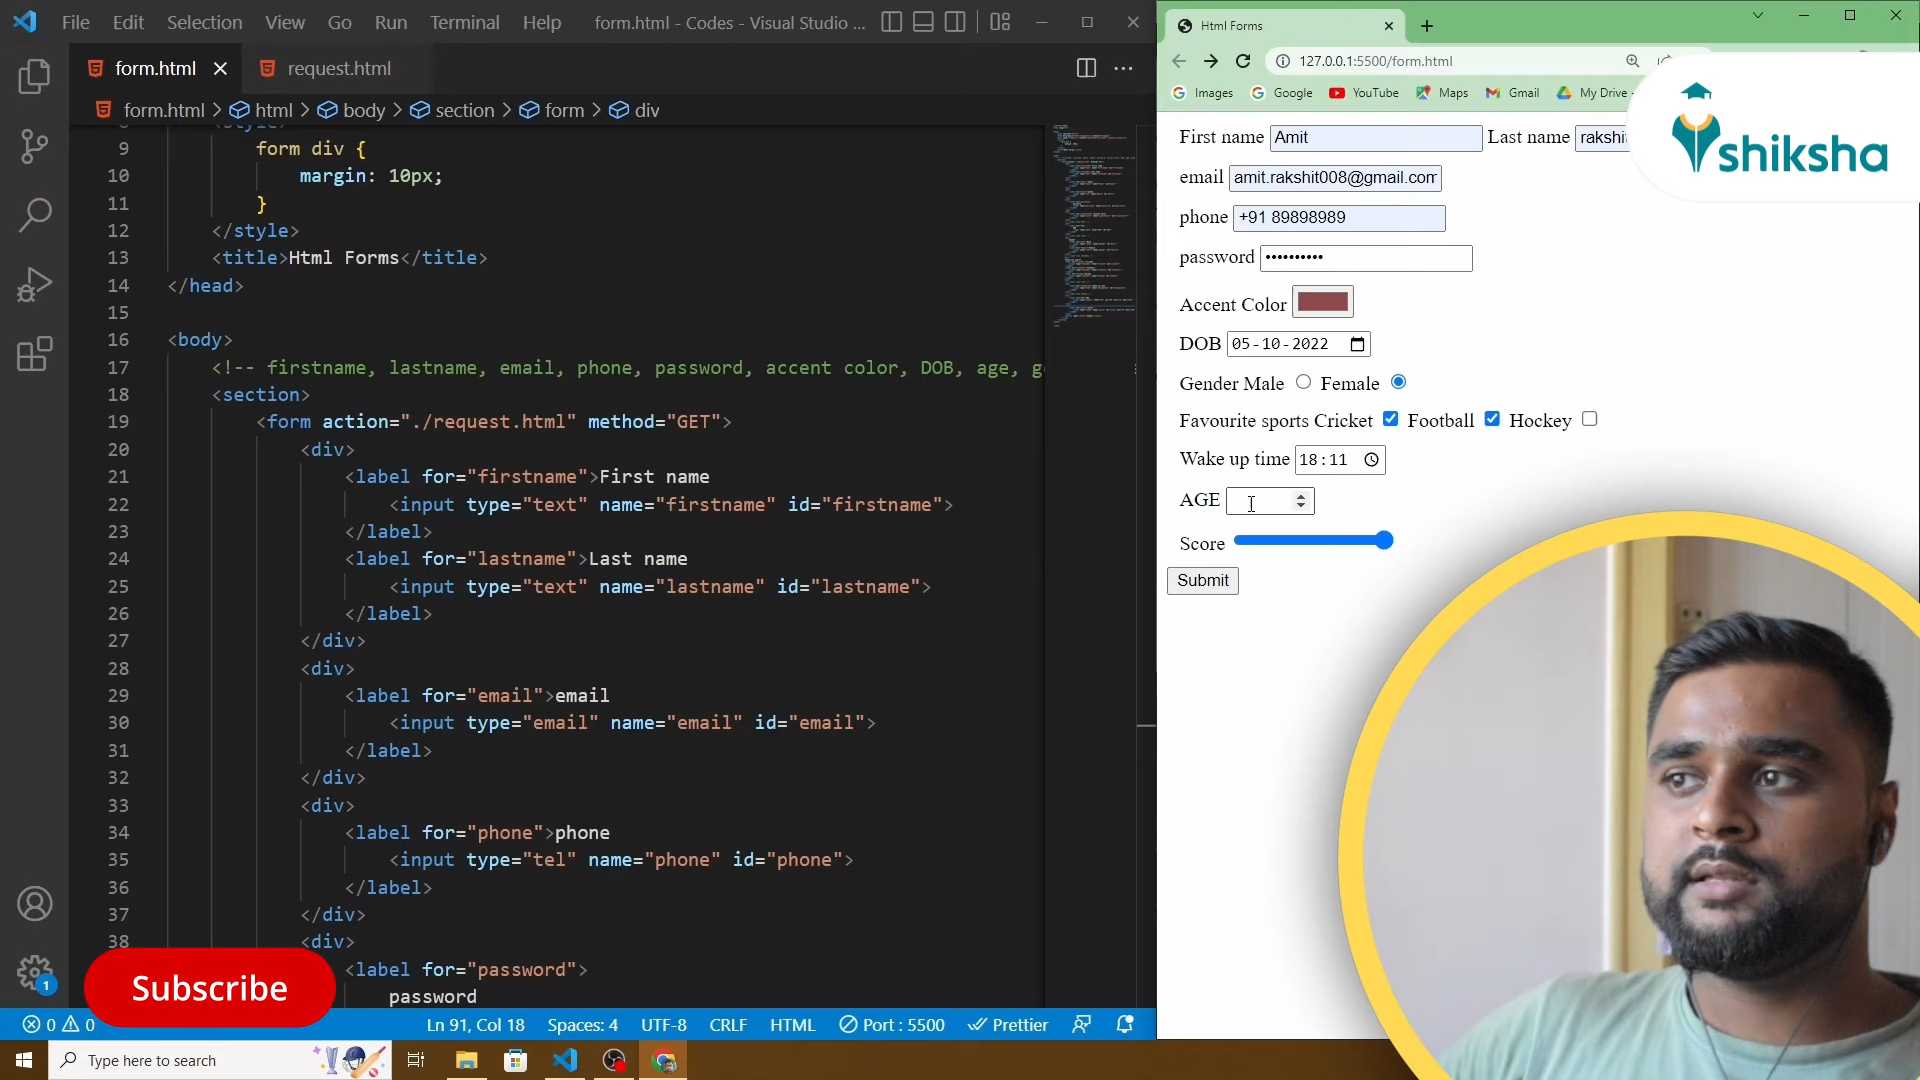 File Edit Selection View Go Run Terminal Help form.html - Codes - Visual Studio ...
form.html request.html
form.html > html > body > section > form > div
9 form div {
10 margin: 10px;
11 }
12 </style>
13 <title>Html Forms</title>
14 </head>
15
16 <body>
17 <!-- firstname, lastname, email, phone, password, accent color, DOB, age,
18 <section>
19 <form action="./request.html" method="GET">
20 <div>
21 <label for="firstname">First name
22 <input type="text" name="firstname" id="firstname">
23 </label>
24 <label for="lastname">Last name
25 <input type="text" name="lastname" id="lastname">
26 </label>
27 </div>
28 <div>
29 <label for="email">email
30 <input type="email" name="email" id="email">
31 </label>
32 </div>
33 <div>
34 <label for="phone">phone
35 <input type="tel" name="phone" id="phone">
36 </label>
37 </div>
38 <div>
<label for="password">
password
Subscribe
1
0 0 Ln 91, Col 18 Spaces: 4 UTF-8 CRLF HTML Port : 5500 Prettier
Type here to search
Html Forms
127.0.0.1:5500/form.html
Images Google YouTube Maps Gmail My Drive -
shiksha
First name Amit Last name rakshit
email amit.rakshit008@gmail.com
phone +91 89898989
password ••••••••••
Accent Color
DOB 05-10-2022
Gender Male Female
Favourite sports Cricket Football Hockey
Wake up time 18:11
AGE
Score
Submit